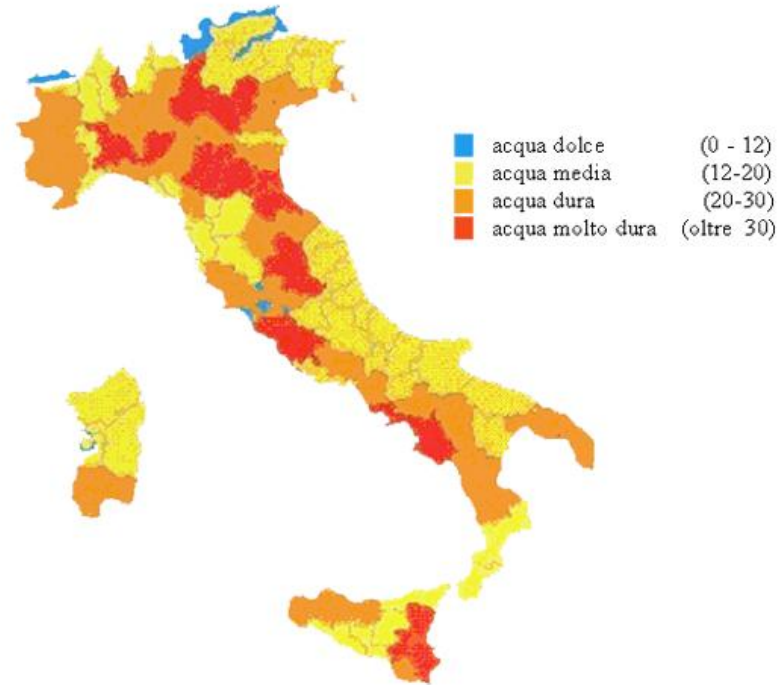 acqua dolce (0 - 12)
acqua media (12-20)
acqua dura (20-30)
acqua molto dura (oltre 30)